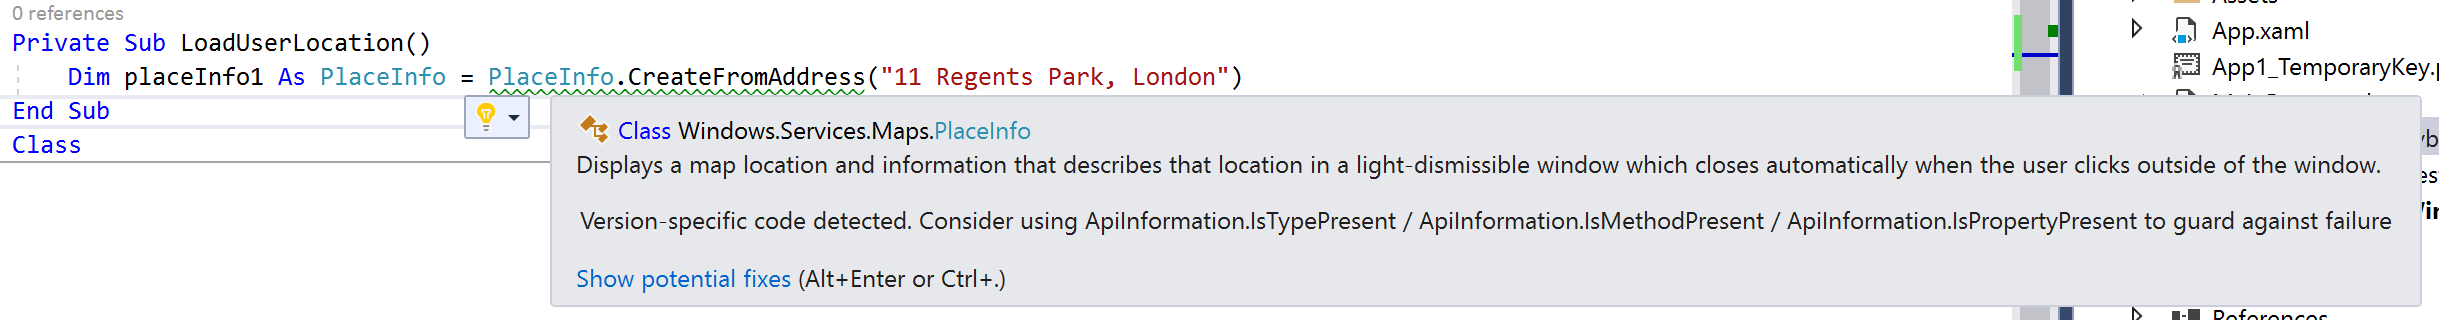 0 references
Private Sub LoadUserLocation()
Dim placeInfo1 As PlaceInfo = PlaceInfo.CreateFromAddress("11 Regents Park, London")
End Sub
Class
Class Windows.Services.Maps.PlaceInfo
Displays a map location and information that describes that location in a light-dismissible window which closes automatically when the user clicks outside of the window.
Version-specific code detected. Consider using ApiInformation.IsTypePresent / ApiInformation.IsMethodPresent / ApiInformation.IsPropertyPresent to guard against failure
Show potential fixes (Alt+Enter or Ctrl+.)
Assets
App.xaml
App1_TemporaryKey.p
References